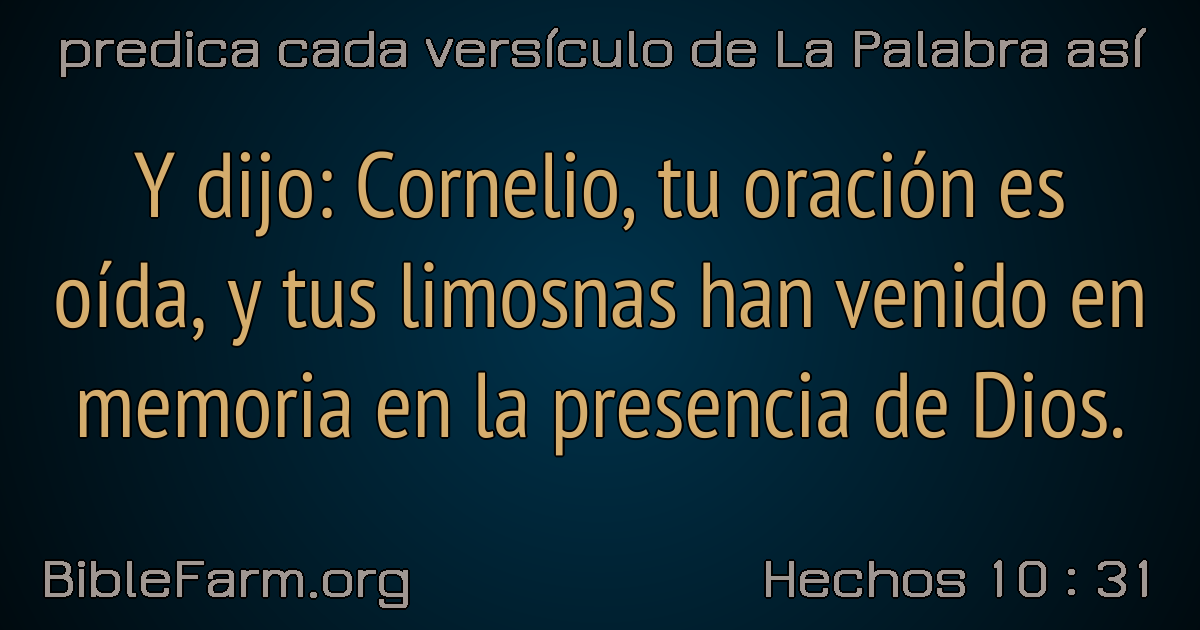 predica cada versículo de La Palabra así
Y dijo: Cornelio, tu oración es
oída, y tus limosnas han venido en
memoria en la presencia de Dios.
BibleFarm.org
Hechos 10 : 31